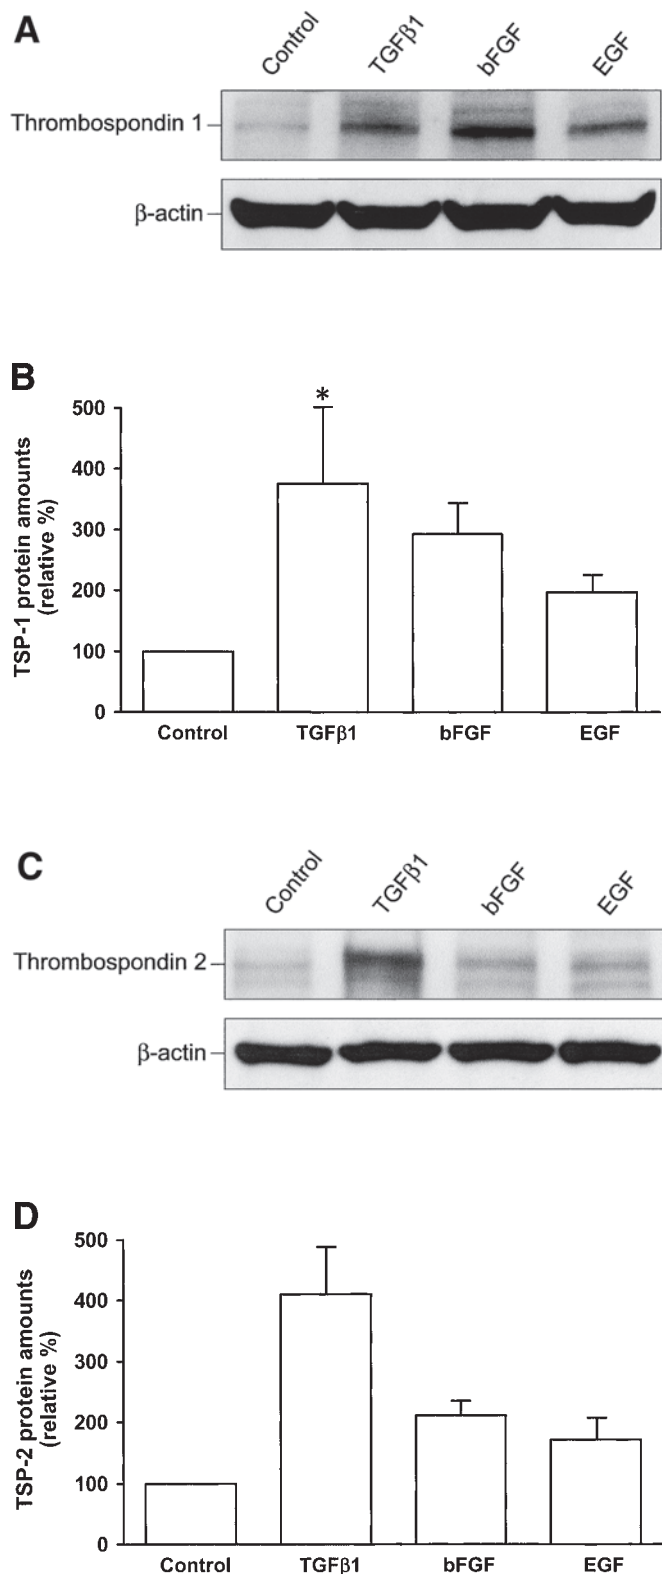 A
Control TGFβ1 bFGF EGF
Thrombospondin 1
β-actin
B
*
TSP-1 protein amounts
(relative %)
500
400
300
200
100
0
Control TGFβ1 bFGF EGF
C
Control TGFβ1 bFGF EGF
Thrombospondin 2
β-actin
D
TSP-2 protein amounts
(relative %)
500
400
300
200
100
0
Control TGFβ1 bFGF EGF